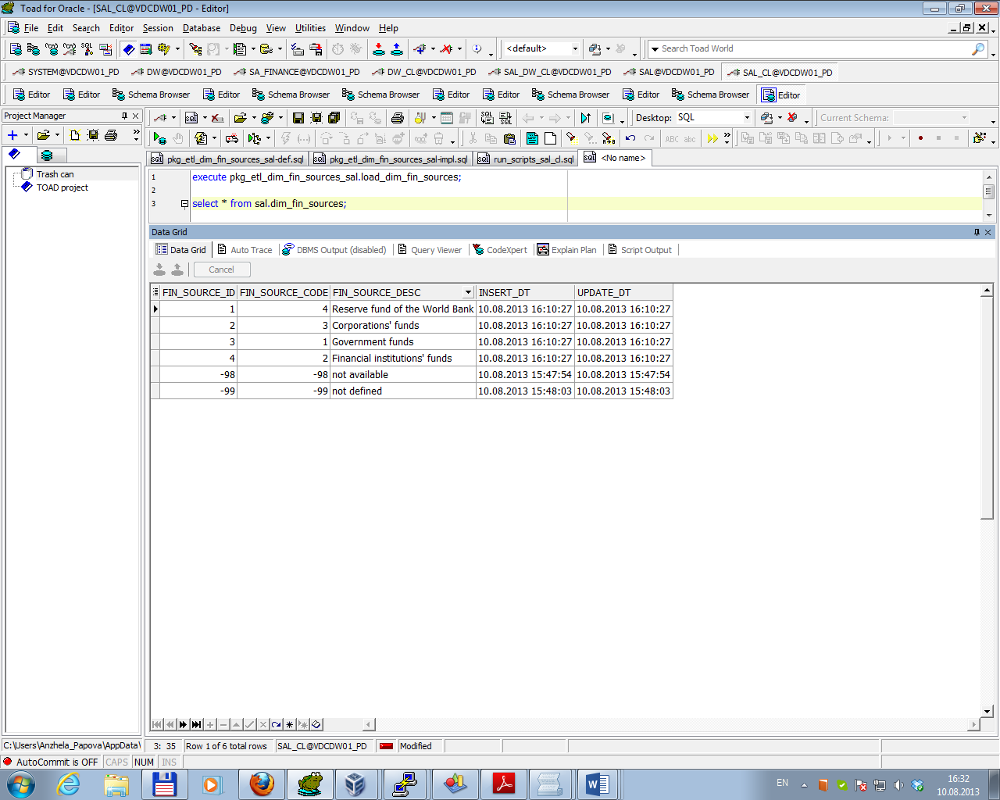 Toad for Oracle - [SAL_CL@VDCDW01_PD - Editor]
File Edit Search Editor Session Database Debug View Utilities Window Help
<default> Search Toad World
SYSTEM@VDCDW01_PD DW@VDCDW01_PD SA_FINANCE@VDCDW01_PD DW_CL@VDCDW01_PD SAL_DW_CL@VDCDW01_PD SAL@VDCDW01_PD SAL_CL@VDCDW01_PD
Editor Editor Schema Browser Editor Schema Browser Schema Browser Editor Editor Schema Browser Editor Schema Browser Editor
Project Manager
Desktop: SQL Current Schema:
ABC abc
pkg_etl_dim_fin_sources_sal-def.sql pkg_etl_dim_fin_sources_sal-impl.sql run_scripts_sal_cl.sql <No name>
Trash can
TOAD project
1 execute pkg_etl_dim_fin_sources_sal.load_dim_fin_sources;
2
3 select * from sal.dim_fin_sources;
Data Grid
Data Grid Auto Trace DBMS Output (disabled) Query Viewer CodeXpert Explain Plan Script Output
Cancel
FIN_SOURCE_ID FIN_SOURCE_CODE FIN_SOURCE_DESC INSERT_DT UPDATE_DT
1 4 Reserve fund of the World Bank 10.08.2013 16:10:27 10.08.2013 16:10:27
2 3 Corporations' funds 10.08.2013 16:10:27 10.08.2013 16:10:27
3 1 Government funds 10.08.2013 16:10:27 10.08.2013 16:10:27
4 2 Financial institutions' funds 10.08.2013 16:10:27 10.08.2013 16:10:27
-98 -98 not available 10.08.2013 15:47:54 10.08.2013 15:47:54
-99 -99 not defined 10.08.2013 15:48:03 10.08.2013 15:48:03
C:\Users\Anzhela_Papova\AppData\ 3: 35 Row 1 of 6 total rows SAL_CL@VDCDW01_PD Modified
AutoCommit is OFF CAPS NUM INS
EN 16:32
10.08.2013